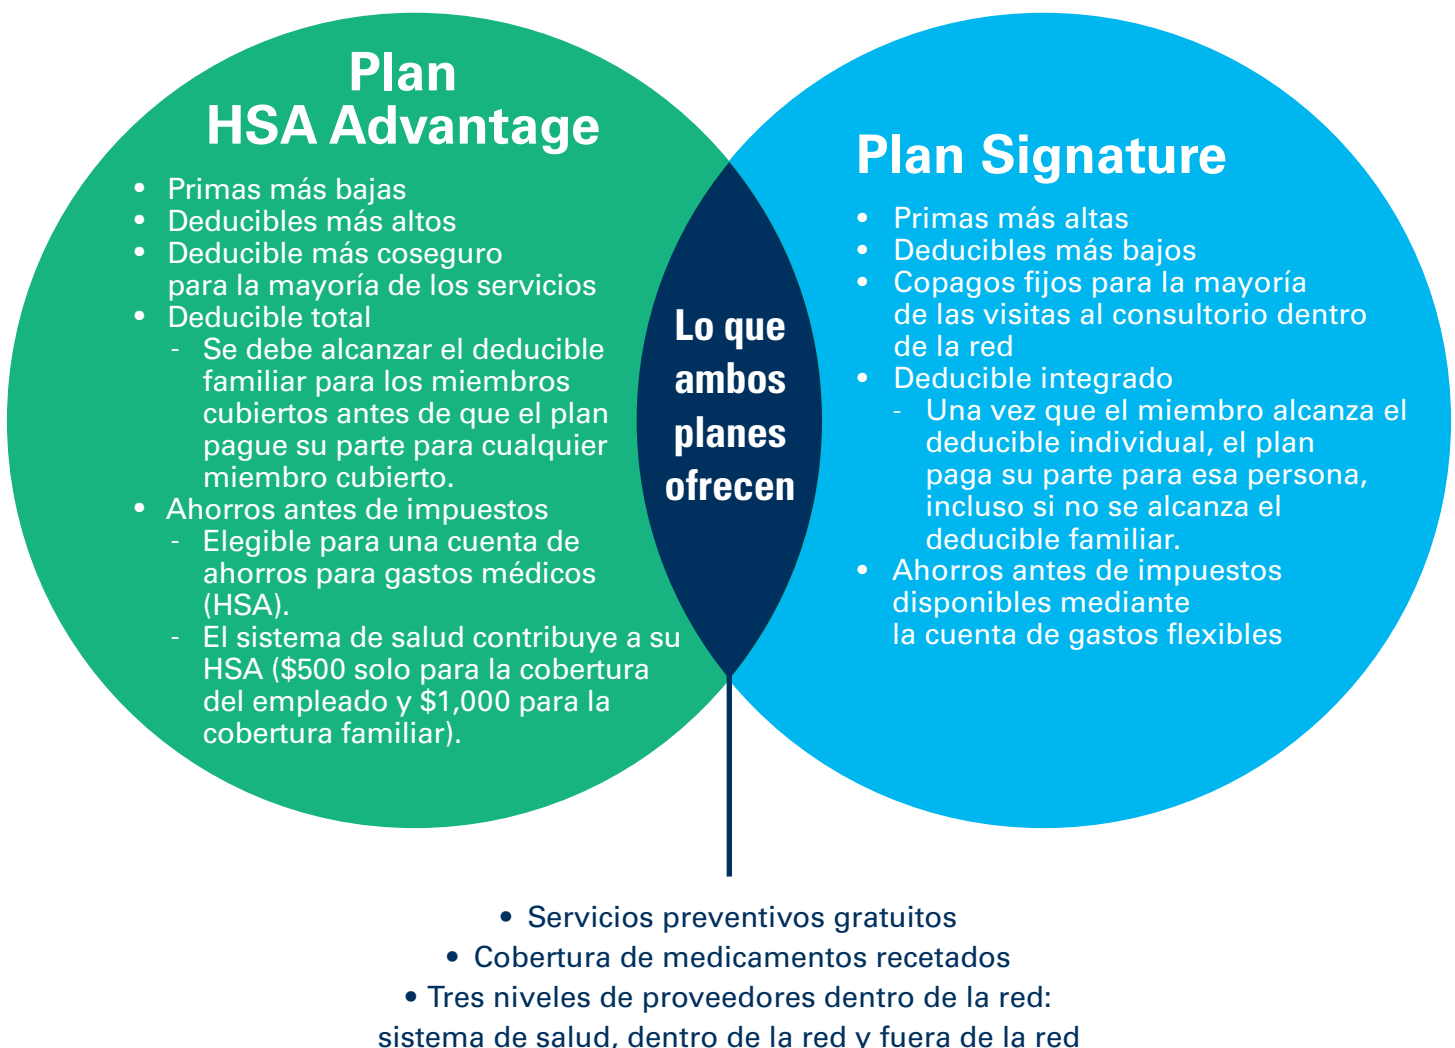 Plan
HSA Advantage
• Primas más bajas
• Deducibles más altos
• Deducible más coseguro
para la mayoría de los servicios
• Deducible total
- Se debe alcanzar el deducible
familiar para los miembros
cubiertos antes de que el plan
pague su parte para cualquier
miembro cubierto.
• Ahorros antes de impuestos
- Elegible para una cuenta de
ahorros para gastos médicos
(HSA).
- El sistema de salud contribuye a su
HSA ($500 solo para la cobertura
del empleado y $1,000 para la
cobertura familiar).
Lo que
ambos
planes
ofrecen
Plan Signature
• Primas más altas
• Deducibles más bajos
• Copagos fijos para la mayoría
de las visitas al consultorio dentro
de la red
• Deducible integrado
- Una vez que el miembro alcanza el
deducible individual, el plan
paga su parte para esa persona,
incluso si no se alcanza el
deducible familiar.
• Ahorros antes de impuestos
disponibles mediante
la cuenta de gastos flexibles
• Servicios preventivos gratuitos
• Cobertura de medicamentos recetados
• Tres niveles de proveedores dentro de la red:
sistema de salud, dentro de la red y fuera de la red